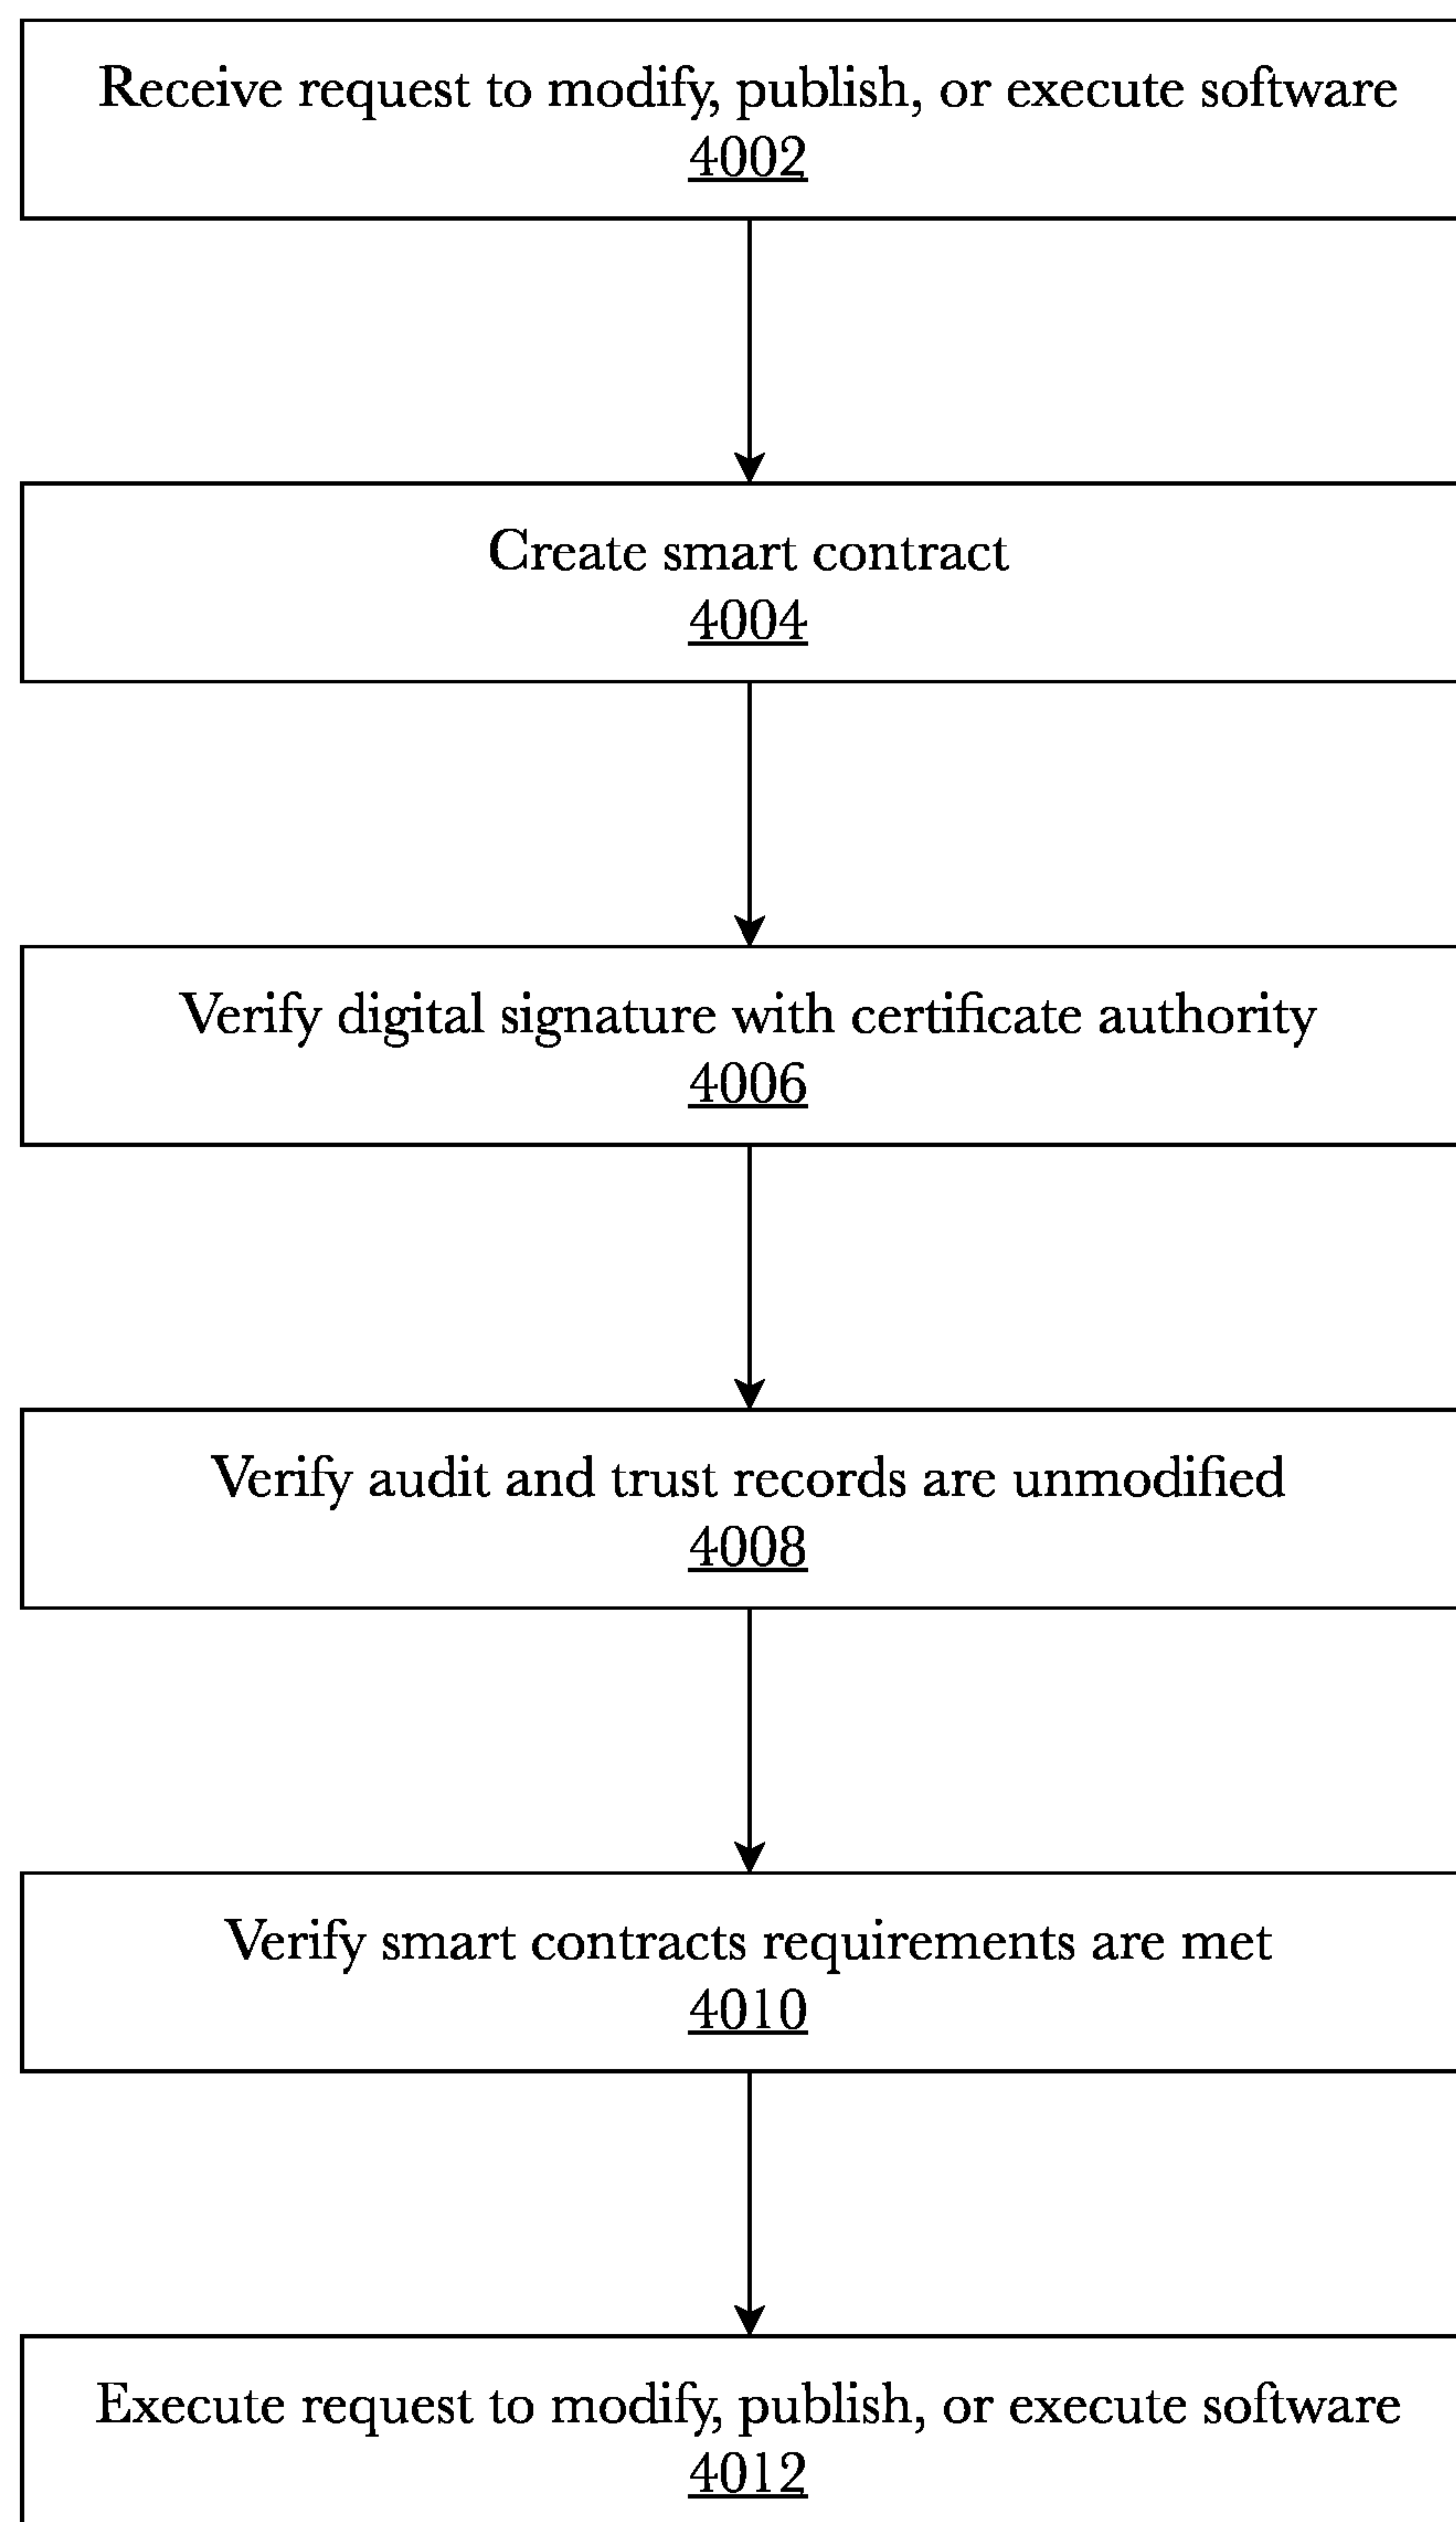 Receive request to modify, publish, or execute software
4002
Create smart contract
4004
Verify digital signature with certificate authority
4006
Verify audit and trust records are unmodified
4008
Verify smart contracts requirements are met
4010
Execute request to modify, publish, or execute software
4012